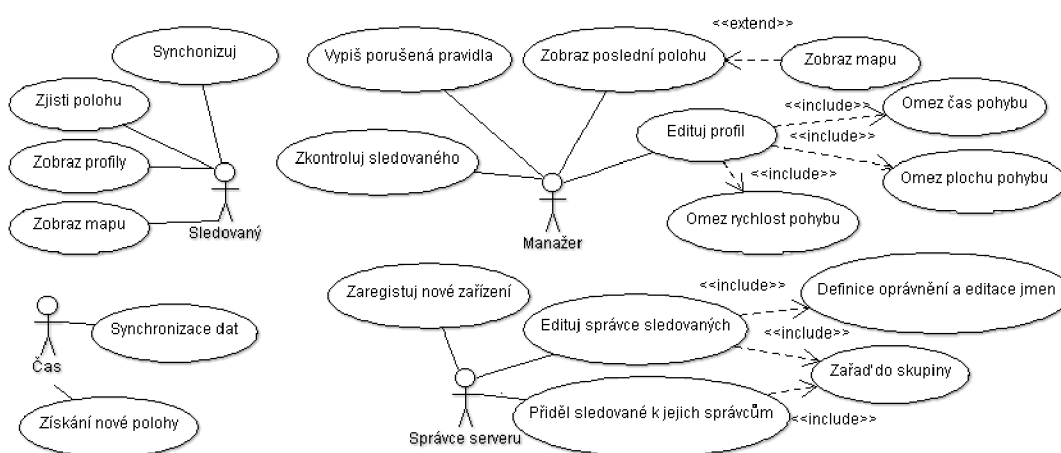 <<extend>>
Synchonizuj
Vypiš porušená pravidla
Zobraz poslední polohu
Zobraz mapu
Zjisti polohu
<<include>>
Omez čas pohybu
Edituj profil
<<include>>
Zobraz profily
Zkontroluj sledovaného
<<include>>
Omez plochu pohybu
Zobraz mapu
Omez rychlost pohybu
Sledovaný
Manažer
Zaregistuj nové zařízení
<<include>>
Definice oprávnění a editace jmen
Synchronizace dat
Edituj správce sledovaných
<<include>>
Čas
Zařaď do skupiny
Získání nové polohy
Přiděl sledované k jejich správcům
<<include>>
Správce serveru